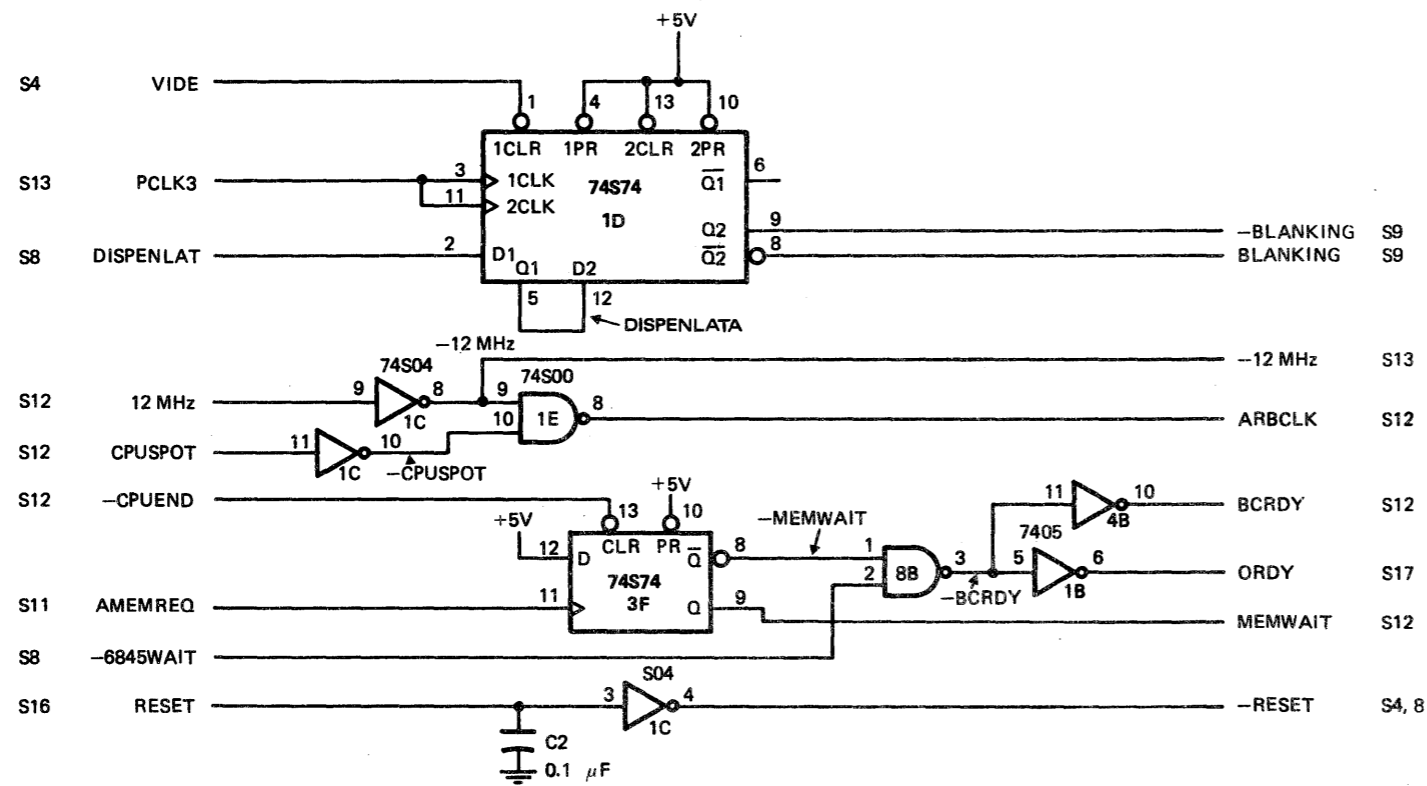 +5V
S4 VIDE 1 4 13 10
1CLR 1PR 2CLR 2PR
S13 PCLK3 3 1CLK 74S74 Q1 6
11 2CLK 1D
Q2 9 −BLANKING S9
S8 DISPENLAT 2 D1 Q1 D2 Q2 8 BLANKING S9
5 12
DISPENLATA
−12 MHz −12 MHz S13
74S04 74S00
S12 12 MHz 9 8 9 1E 8 ARBCLK S12
1C 10
S12 CPUSPOT 11 10
1C −CPUSPOT
S12 −CPUEND +5V 11 10 BCRDY S12
+5V 13 10 −MEMWAIT 4B
12 D CLR PR Q 8 1 7405
74S74 2 8B 3 5 6 ORDY S17
3F −BCRDY 1B
S11 AMEMREQ 11 Q 9 MEMWAIT S12
S8 −6845WAIT
S04
S16 RESET 3 4 −RESET S4, 8
1C
C2
0.1 µF